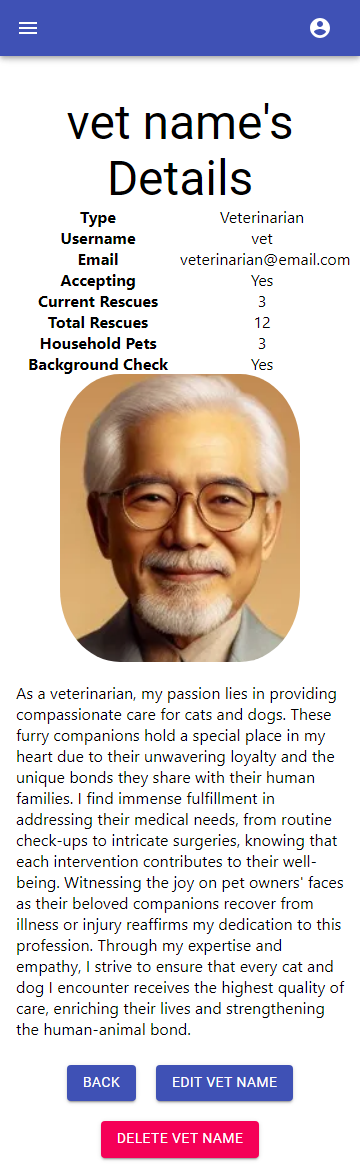 vet name's
Details
Type Veterinarian
Username vet
Email veterinarian@email.com
Accepting Yes
Current Rescues 3
Total Rescues 12
Household Pets 3
Background Check Yes
As a veterinarian, my passion lies in providing
compassionate care for cats and dogs. These
furry companions hold a special place in my
heart due to their unwavering loyalty and the
unique bonds they share with their human
families. I find immense fulfillment in
addressing their medical needs, from routine
check-ups to intricate surgeries, knowing that
each intervention contributes to their well-
being. Witnessing the joy on pet owners' faces
as their beloved companions recover from
illness or injury reaffirms my dedication to this
profession. Through my expertise and
empathy, I strive to ensure that every cat and
dog I encounter receives the highest quality of
care, enriching their lives and strengthening
the human-animal bond.
BACK EDIT VET NAME
DELETE VET NAME